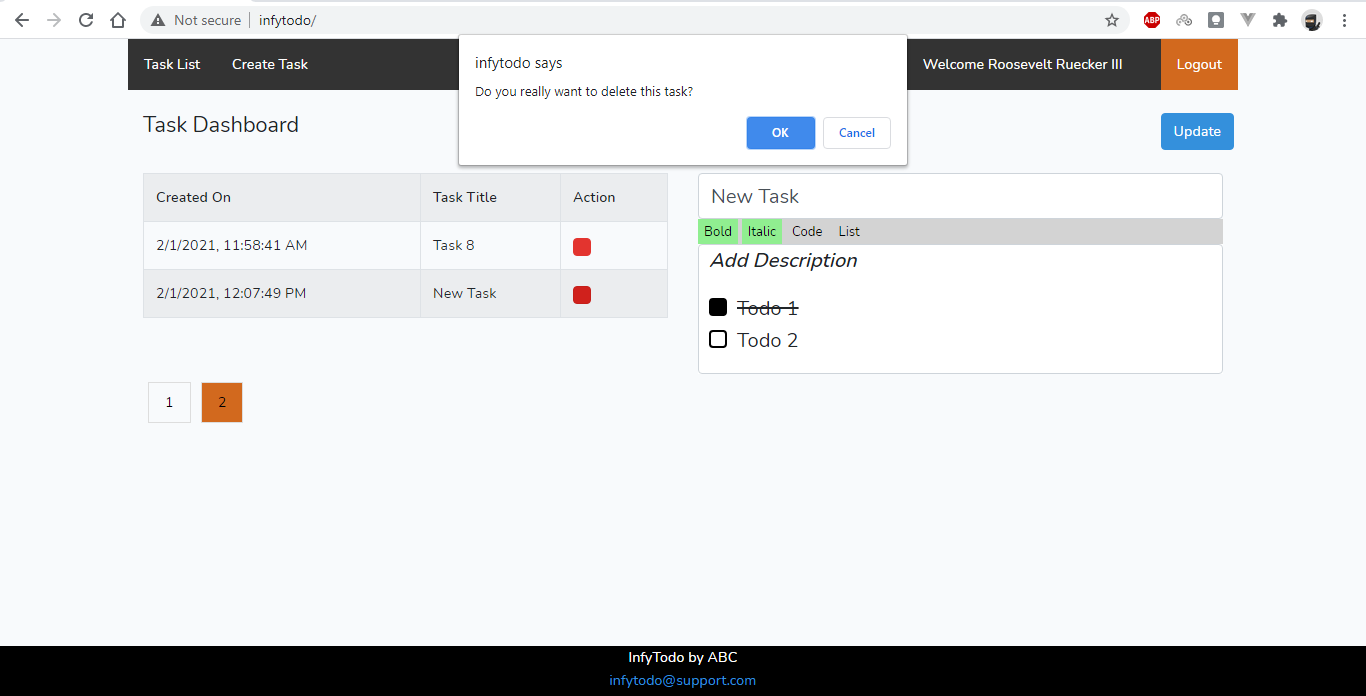 Not secure infytodo/
ABP
Task List Create Task Welcome Roosevelt Ruecker III Logout
infytodo says
Do you really want to delete this task?
OK Cancel
Task Dashboard Update
Created On Task Title Action
2/1/2021, 11:58:41 AM Task 8
2/1/2021, 12:07:49 PM New Task
1 2
New Task
Bold Italic Code List
Add Description
Todo 1
Todo 2
InfyTodo by ABC
infytodo@support.com